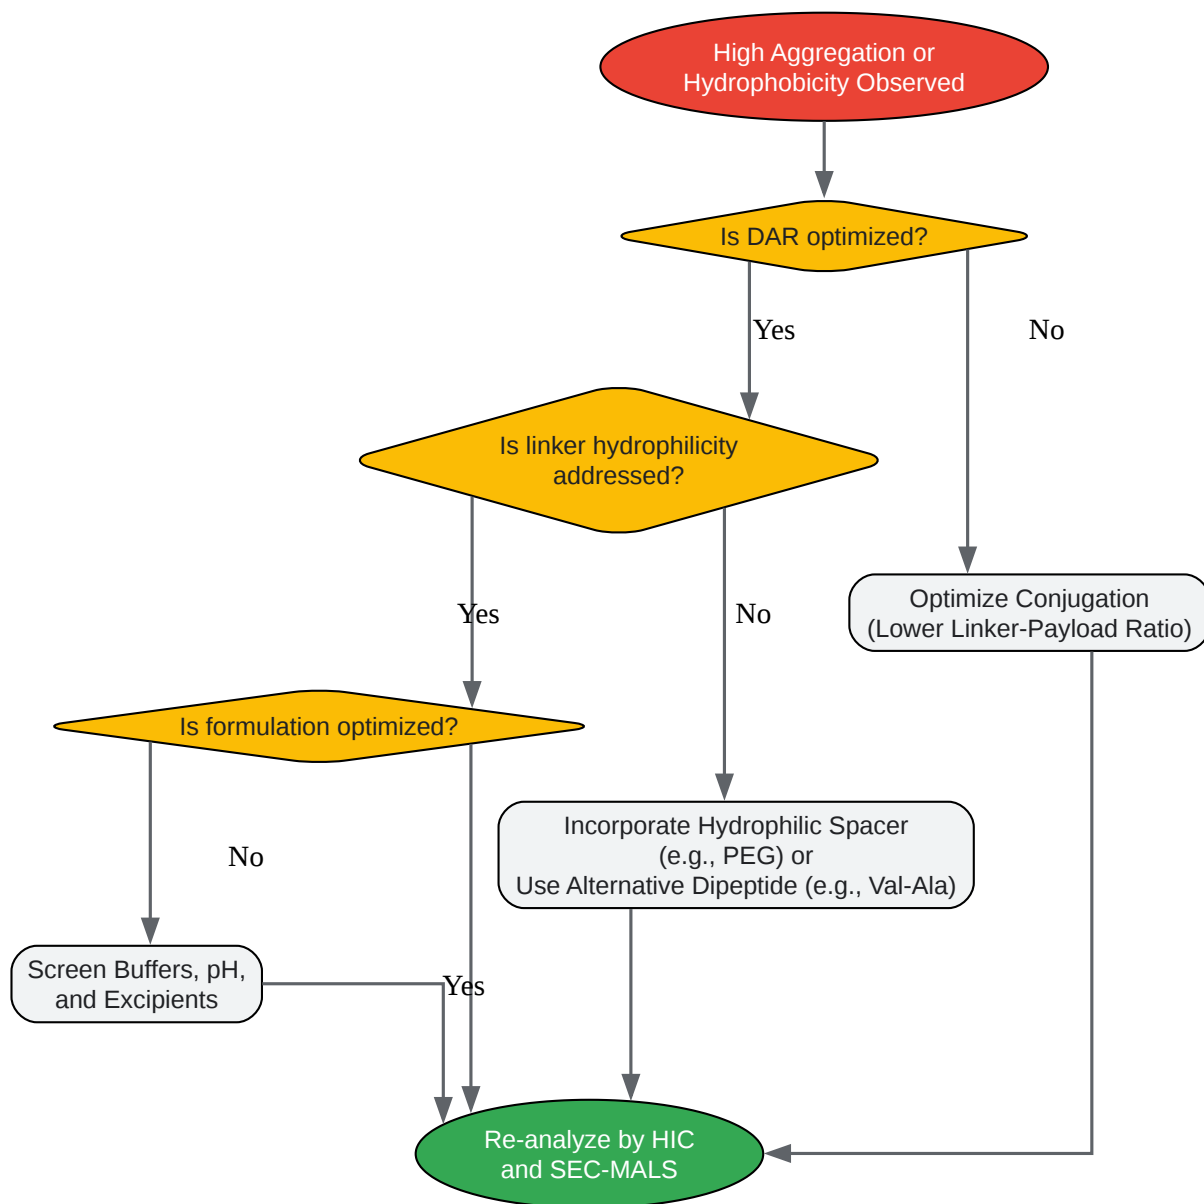 High Aggregation or
Hydrophobicity Observed
Is DAR optimized?
Yes
No
Is linker hydrophilicity
addressed?
Yes
No
Optimize Conjugation
(Lower Linker-Payload Ratio)
Is formulation optimized?
No
Incorporate Hydrophilic Spacer
(e.g., PEG) or
Use Alternative Dipeptide (e.g., Val-Ala)
Screen Buffers, pH,
and Excipients
Yes
Re-analyze by HIC
and SEC-MALS